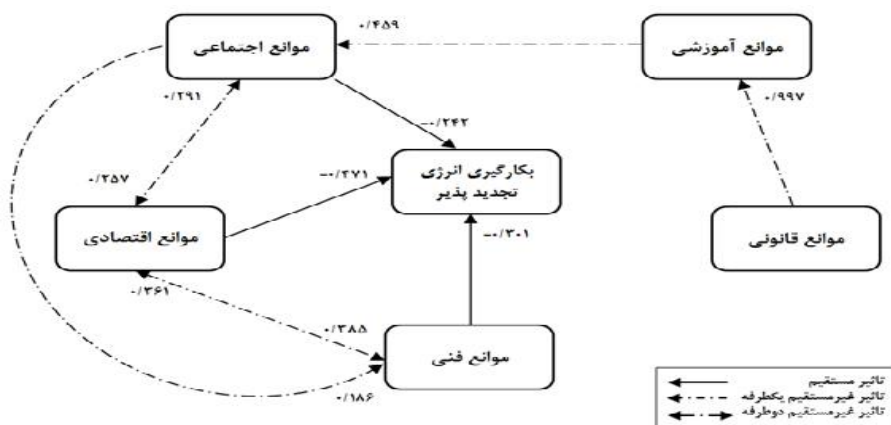 موانع اجتماعی
۰/۴۵۹
موانع آموزشی
۰/۲۹۱
۰/۹۹۷
-۰/۲۴۲
بکارگیری انرژی
تجدید پذیر
۰/۲۵۷
-۰/۲۷۱
موانع اقتصادی
-۰/۳۰۱
موانع قانونی
۰/۳۶۱
۰/۳۸۵
موانع فنی
۰/۱۸۶
تاثیر مستقیم
تاثیر غیرمستقیم یکطرفه
تاثیر غیرمستقیم دوطرفه